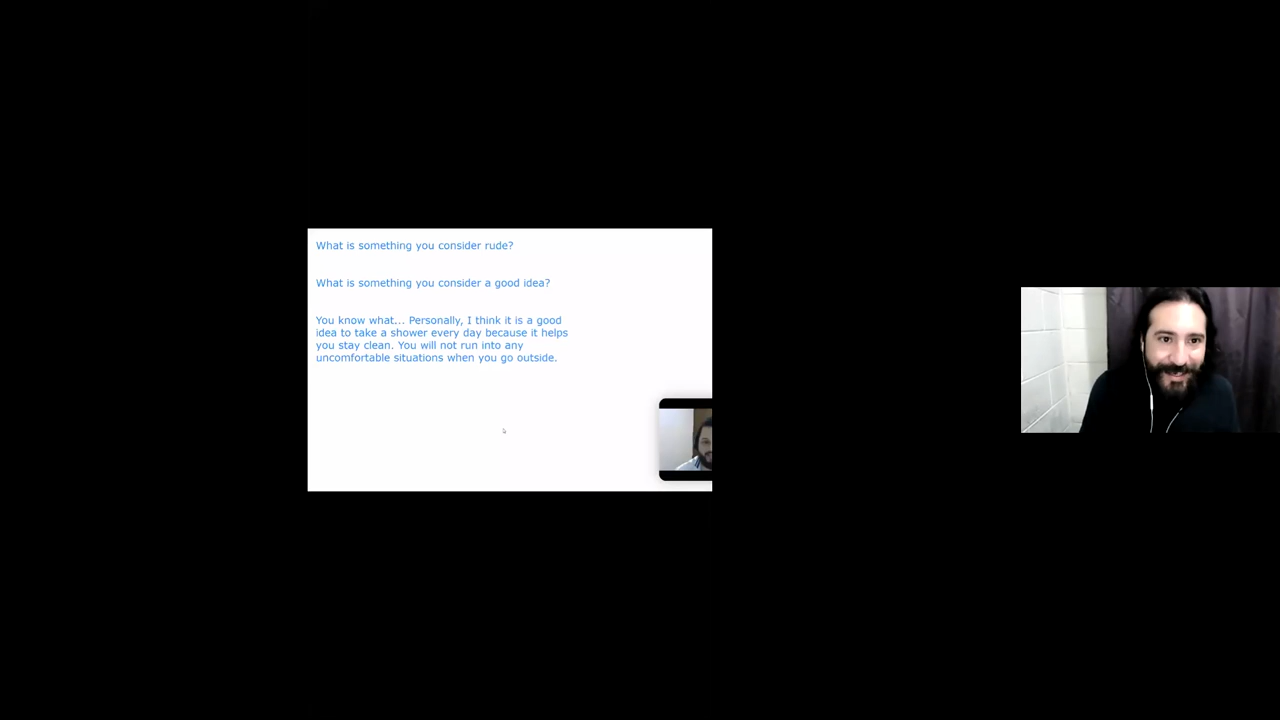 What is something you consider rude?
What is something you consider a good idea?
You know what... Personally, I think it is a good
idea to take a shower every day because it helps
you stay clean. You will not run into any
uncomfortable situations when you go outside.